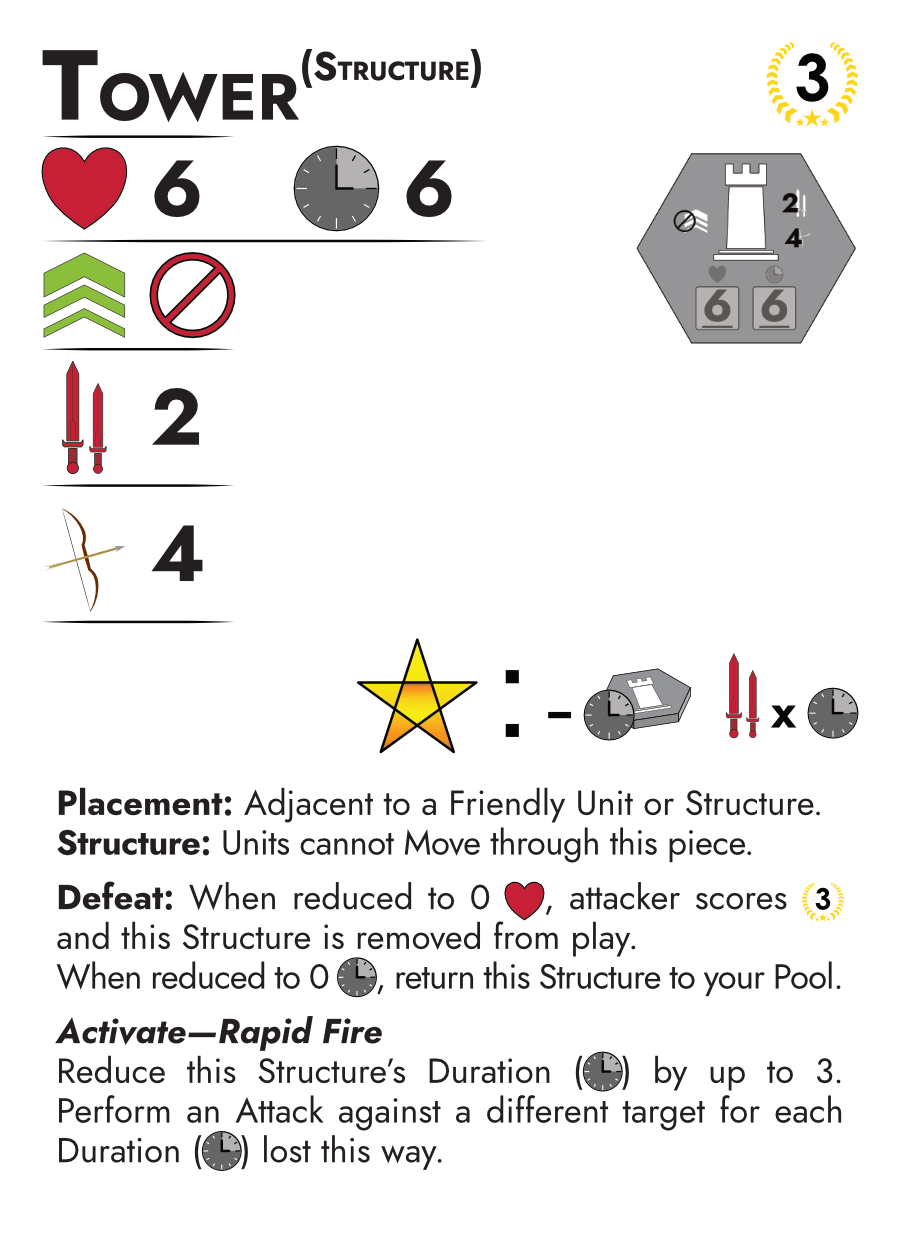 Tower (Structure)
3
6 6
2
4
6 6
2
4
: - x
Placement: Adjacent to a Friendly Unit or Structure.
Structure: Units cannot Move through this piece.
Defeat: When reduced to 0 , attacker scores 3
and this Structure is removed from play.
When reduced to 0 , return this Structure to your Pool.
Activate—Rapid Fire
Reduce this Structure's Duration ( ) by up to 3.
Perform an Attack against a different target for each
Duration ( ) lost this way.